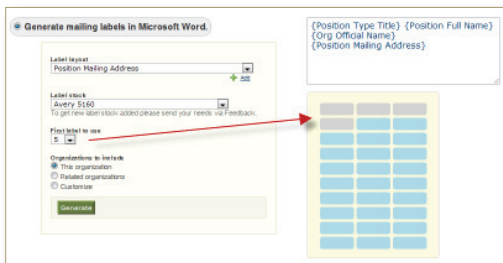 Generate mailing labels in Microsoft Word.
Label layout
Position Mailing Address
Add
Label stock
Avery 5160
To get new label stock added please send your needs via Feedback.
First label to use
5
Organizations to include
This organization
Related organizations
Customize
Generate
{Position Type Title} {Position Full Name}
{Org Official Name}
{Position Mailing Address}